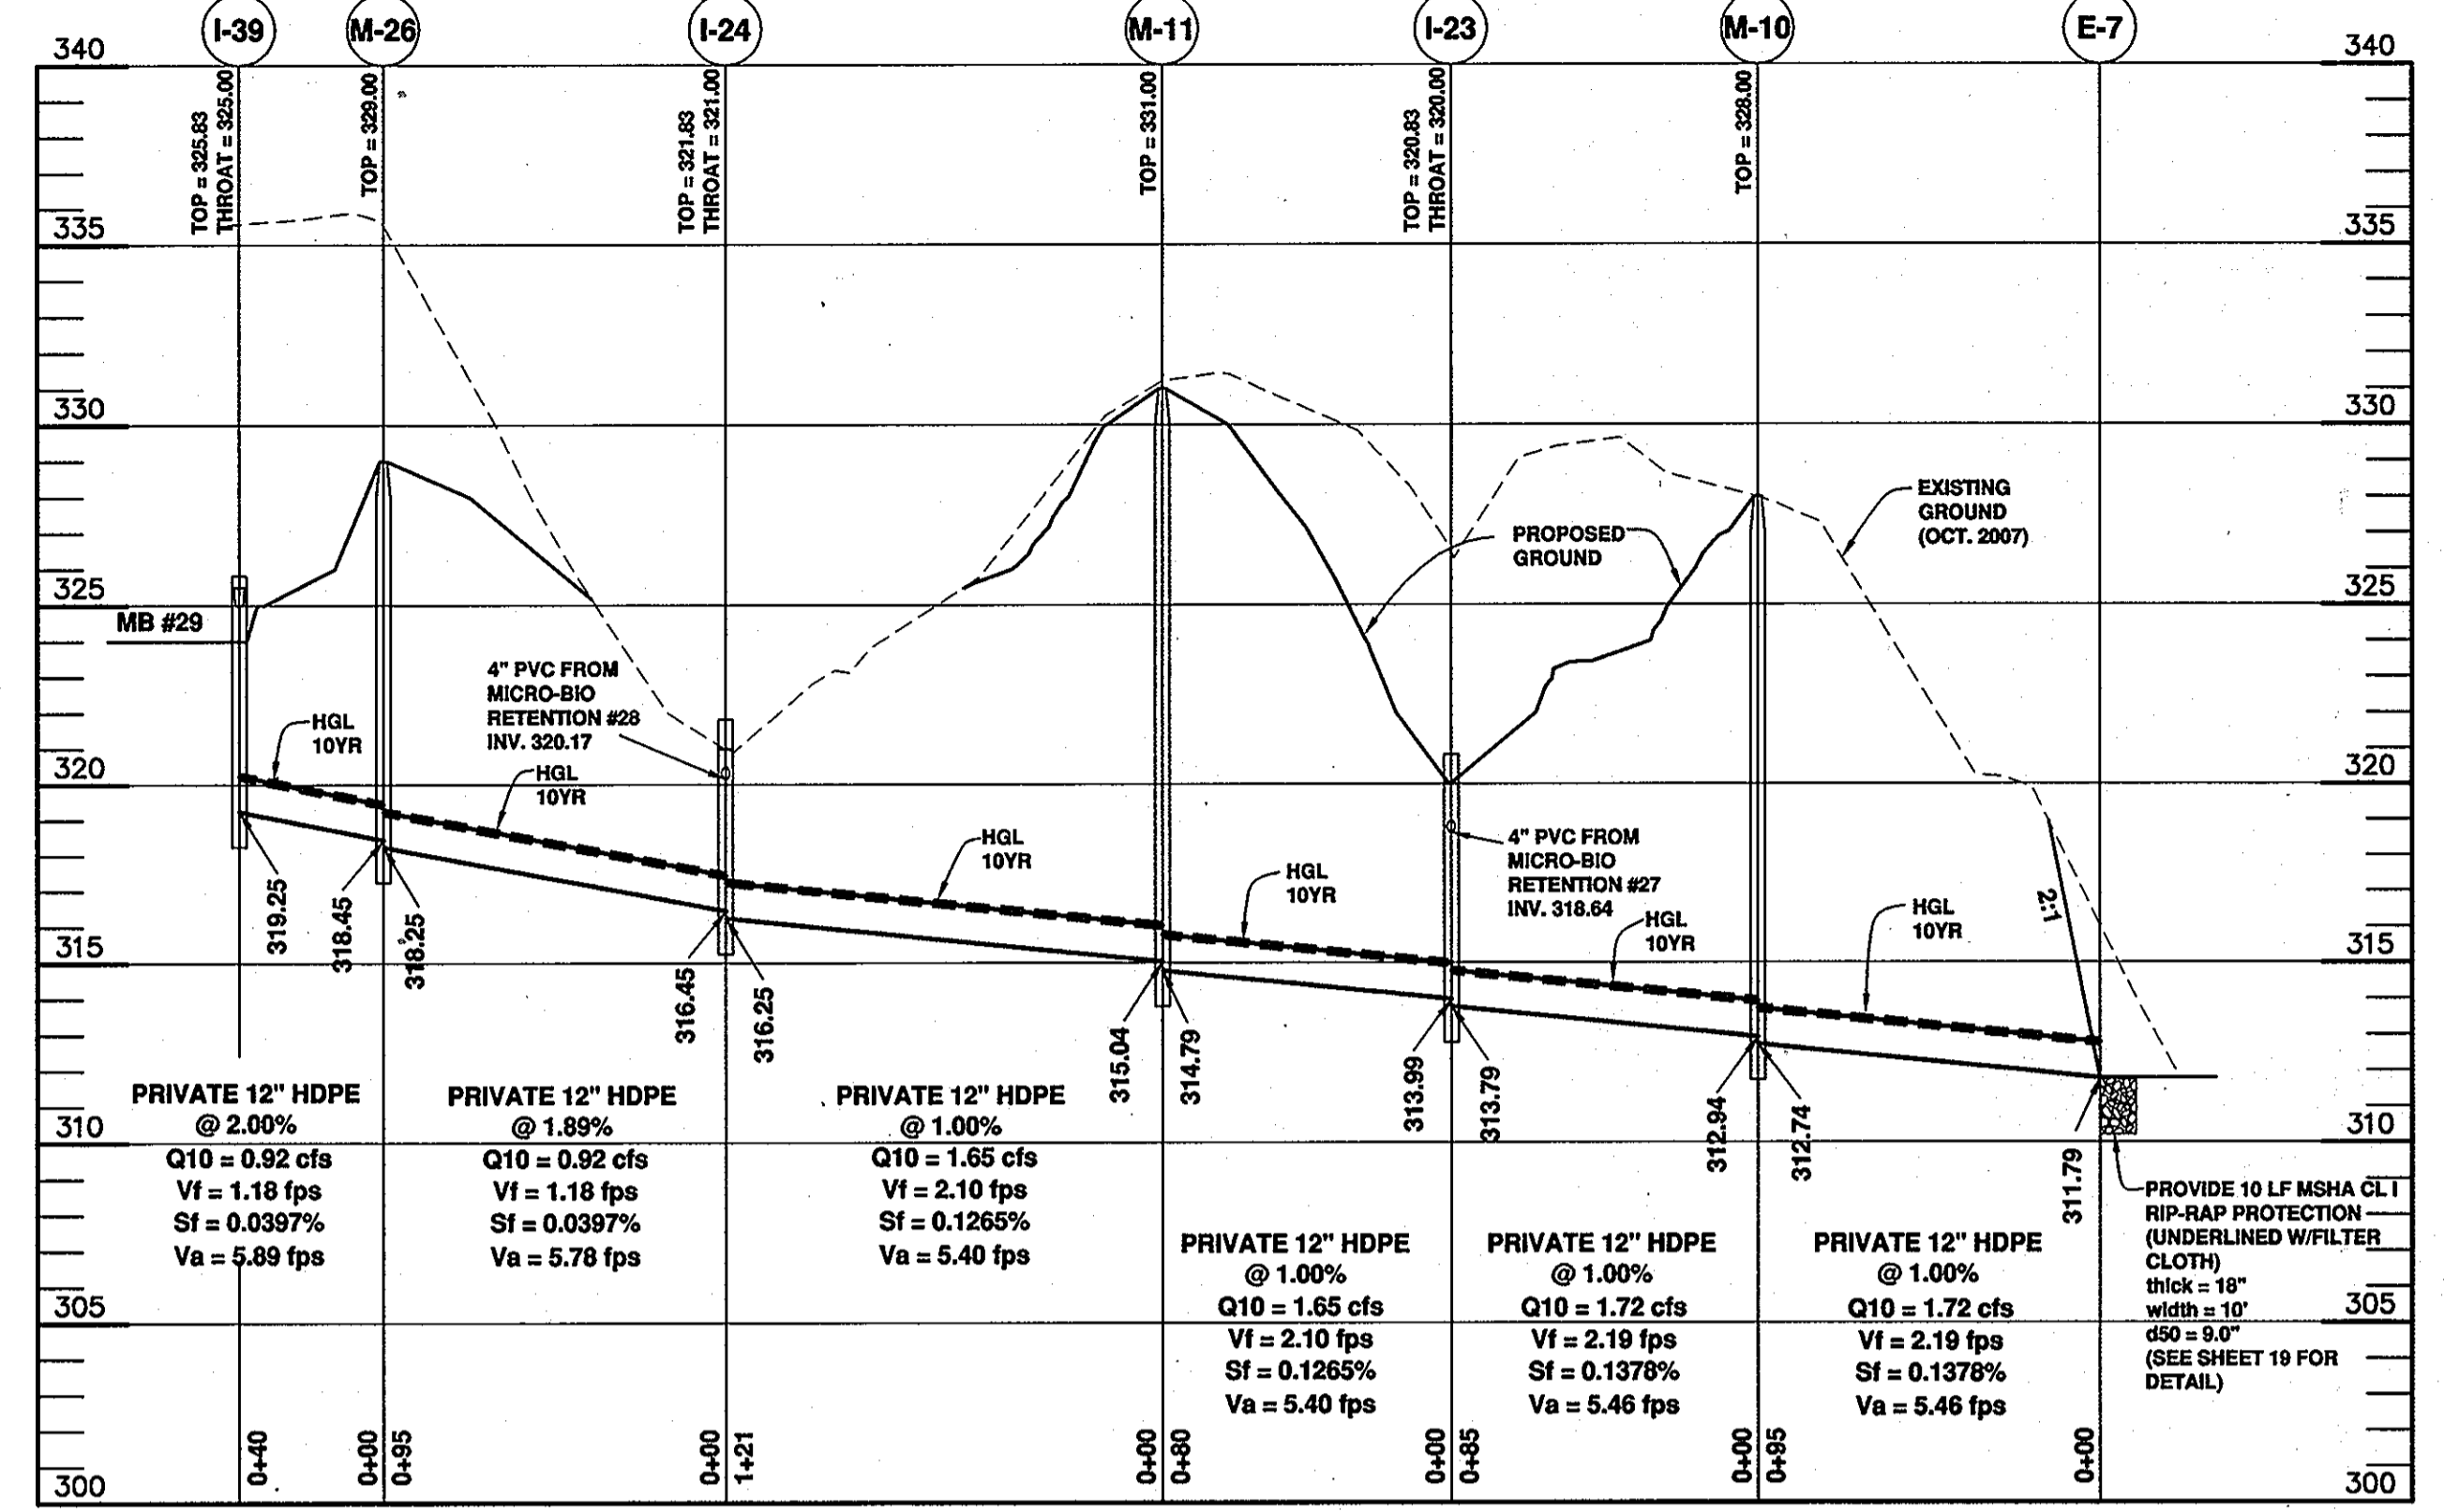 I-39
M-26
I-24
M-11
I-23
M-10
E-7
340
340
TOP = 325.83
THROAT = 325.00
TOP = 329.00
TOP = 321.83
THROAT = 321.00
TOP = 331.00
TOP = 320.83
THROAT = 320.00
TOP = 328.00
335
335
330
330
EXISTING
GROUND
(OCT. 2007)
PROPOSED
GROUND
325
325
MB #29
4" PVC FROM
MICRO-BIO
RETENTION #28
INV. 320.17
HGL
10YR
HGL
10YR
320
320
HGL
10YR
4" PVC FROM
MICRO-BIO
RETENTION #27
INV. 318.64
HGL
10YR
HGL
10YR
HGL
10YR
2:1
319.25
318.45
318.25
315
315
316.45
316.25
315.04
314.79
313.99
313.79
312.94
312.74
311.79
310
310
PRIVATE 12" HDPE
@ 2.00%
Q10 = 0.92 cfs
Vf = 1.18 fps
Sf = 0.0397%
Va = 5.89 fps
PRIVATE 12" HDPE
@ 1.89%
Q10 = 0.92 cfs
Vf = 1.18 fps
Sf = 0.0397%
Va = 5.78 fps
PRIVATE 12" HDPE
@ 1.00%
Q10 = 1.65 cfs
Vf = 2.10 fps
Sf = 0.1265%
Va = 5.40 fps
PRIVATE 12" HDPE
@ 1.00%
Q10 = 1.65 cfs
Vf = 2.10 fps
Sf = 0.1265%
Va = 5.40 fps
PRIVATE 12" HDPE
@ 1.00%
Q10 = 1.72 cfs
Vf = 2.19 fps
Sf = 0.1378%
Va = 5.46 fps
PRIVATE 12" HDPE
@ 1.00%
Q10 = 1.72 cfs
Vf = 2.19 fps
Sf = 0.1378%
Va = 5.46 fps
PROVIDE 10 LF MSHA CL I
RIP-RAP PROTECTION
(UNDERLINED W/FILTER
CLOTH)
thick = 18"
width = 10'
d50 = 9.0"
(SEE SHEET 19 FOR
DETAIL)
305
305
0+40
0+00
0+95
0+00
1+21
0+00
0+80
0+00
0+85
0+00
0+95
0+00
300
300